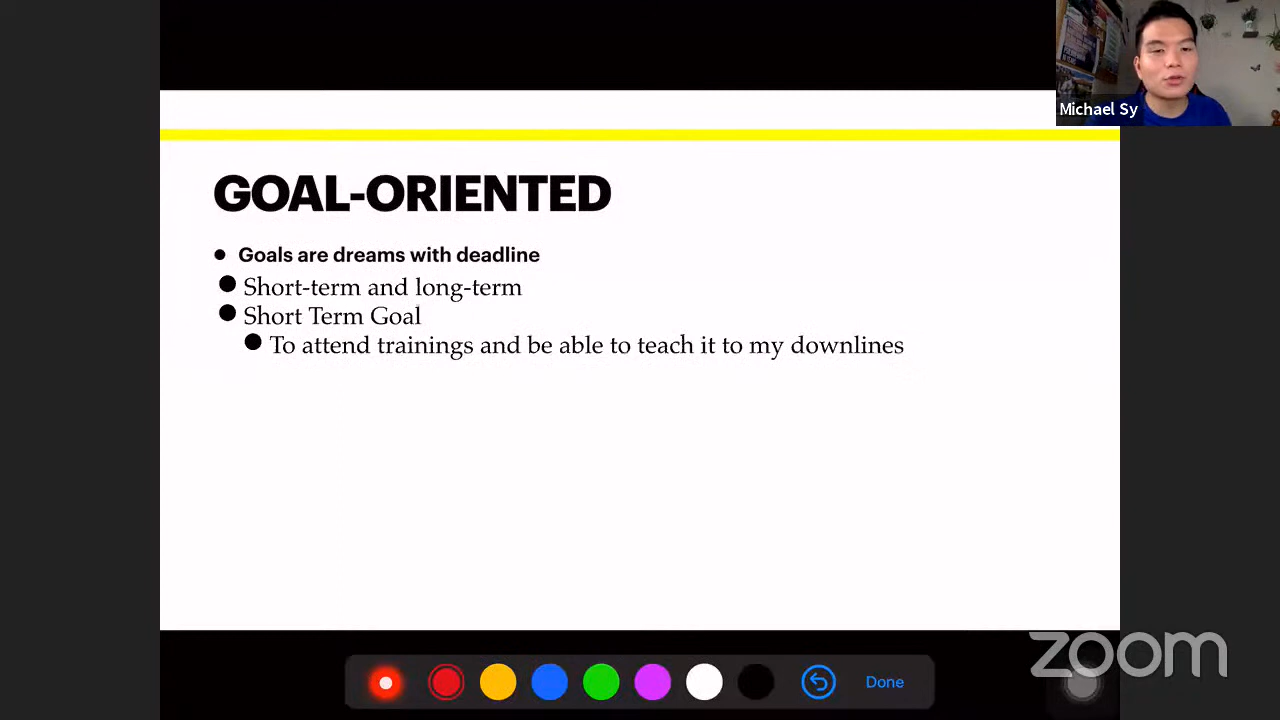 Michael Sy
GOAL-ORIENTED
Goals are dreams with deadline
Short-term and long-term
Short Term Goal
To attend trainings and be able to teach it to my downlines
zoom
Done